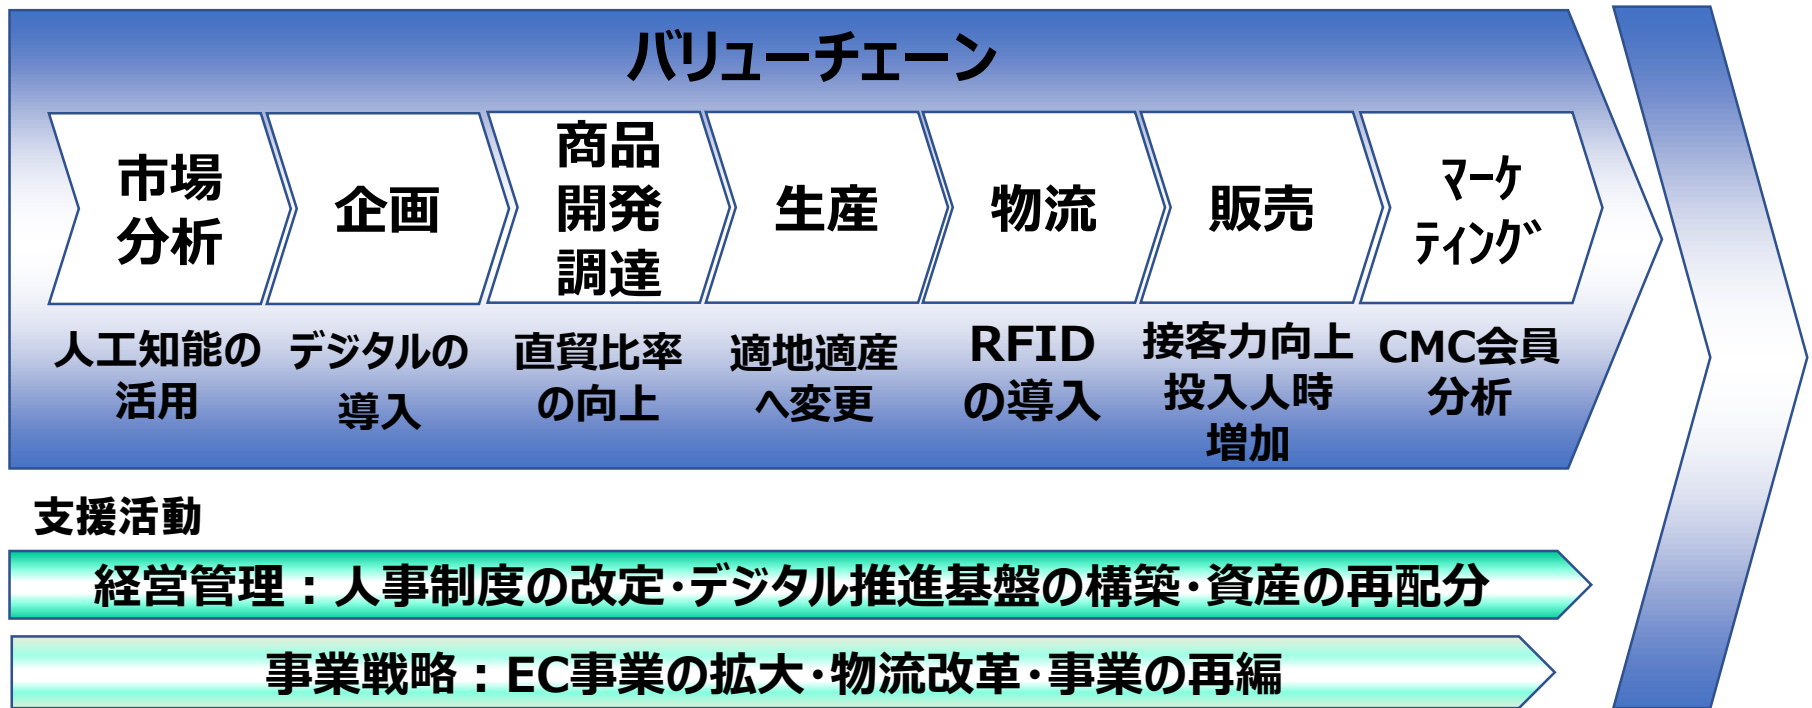 バリューチェーン
市場
分析
企画
商品
開発
調達
生産
物流
販売
ﾏｰｹ
ﾃｨﾝｸﾞ
人工知能の
活用
デジタルの
導入
直貿比率
の向上
適地適産
へ変更
RFID
の導入
接客力向上
投入人時
増加
CMC会員
分析
支援活動
経営管理：人事制度の改定･デジタル推進基盤の構築･資産の再配分
事業戦略：EC事業の拡大･物流改革･事業の再編